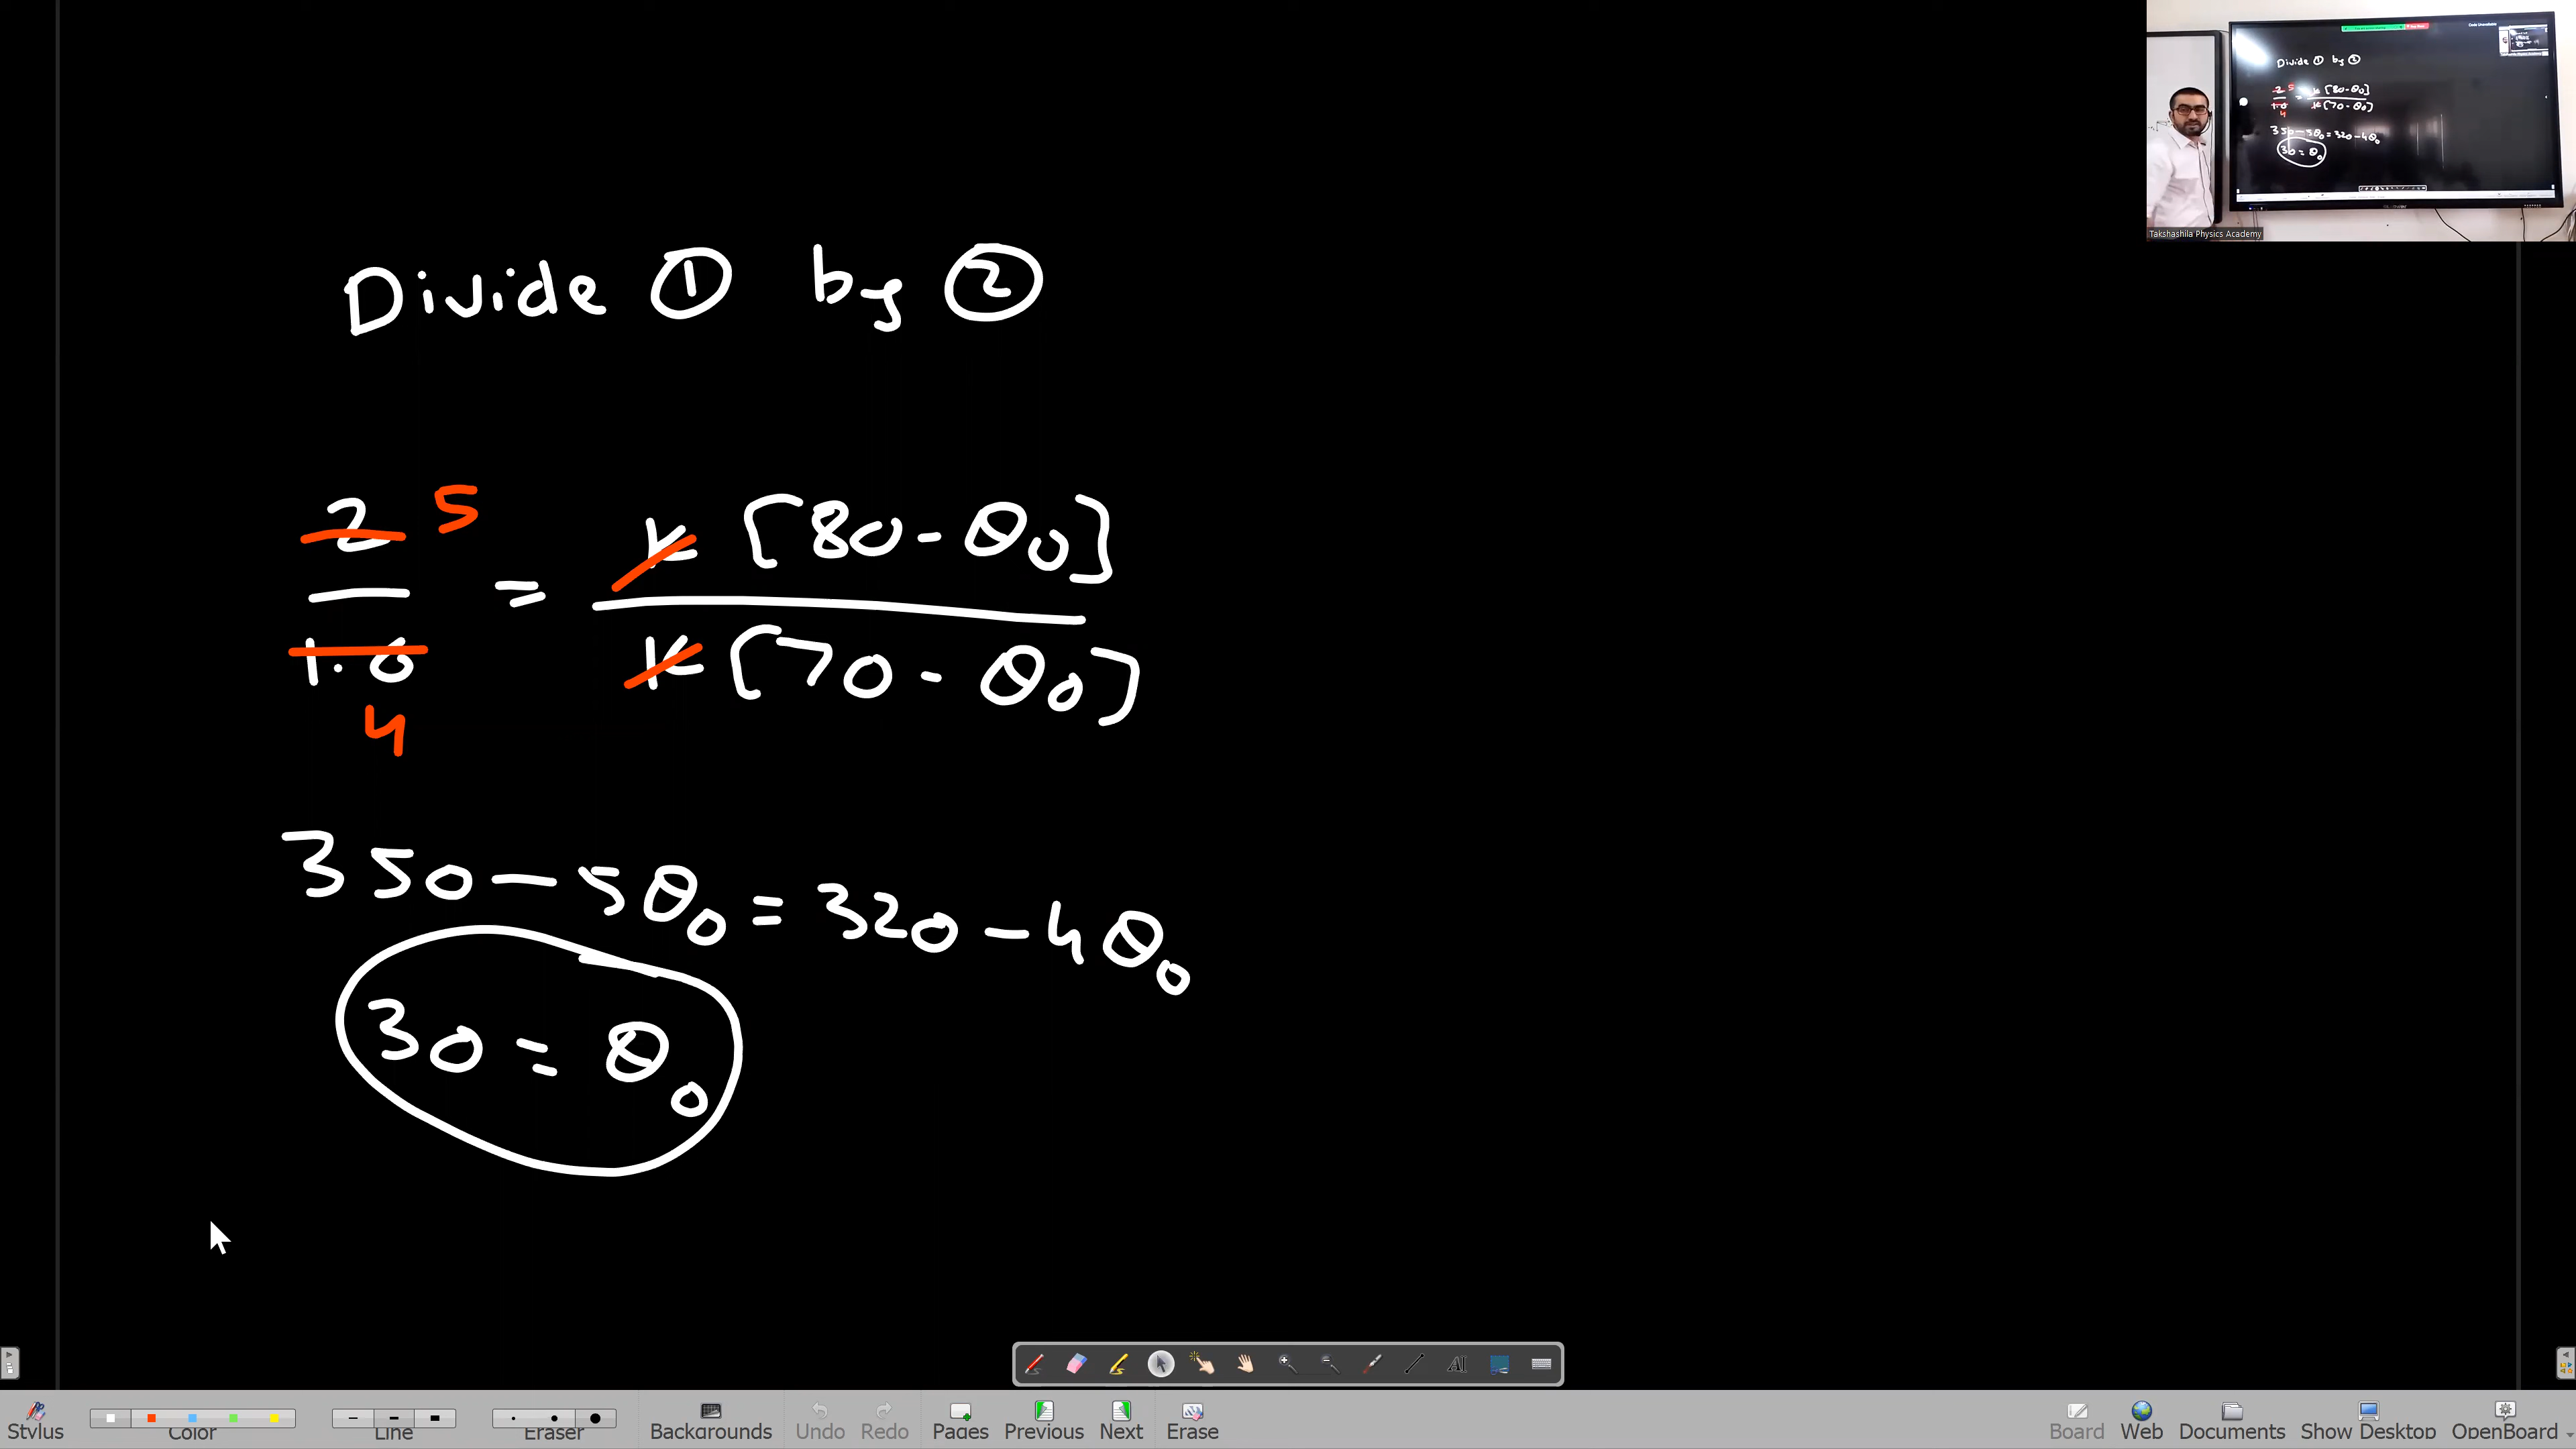 Divide ① by ②
2 5
1.6
4
= k [80 - θ0]
k [70 - θ0]
350 - 5θ0 = 320 - 4θ0
30 = θ0
Takshashila Physics Academy
Stylus Color Line Eraser Backgrounds Undo Redo Pages Previous Next Erase Board Web Documents Show Desktop OpenBoard